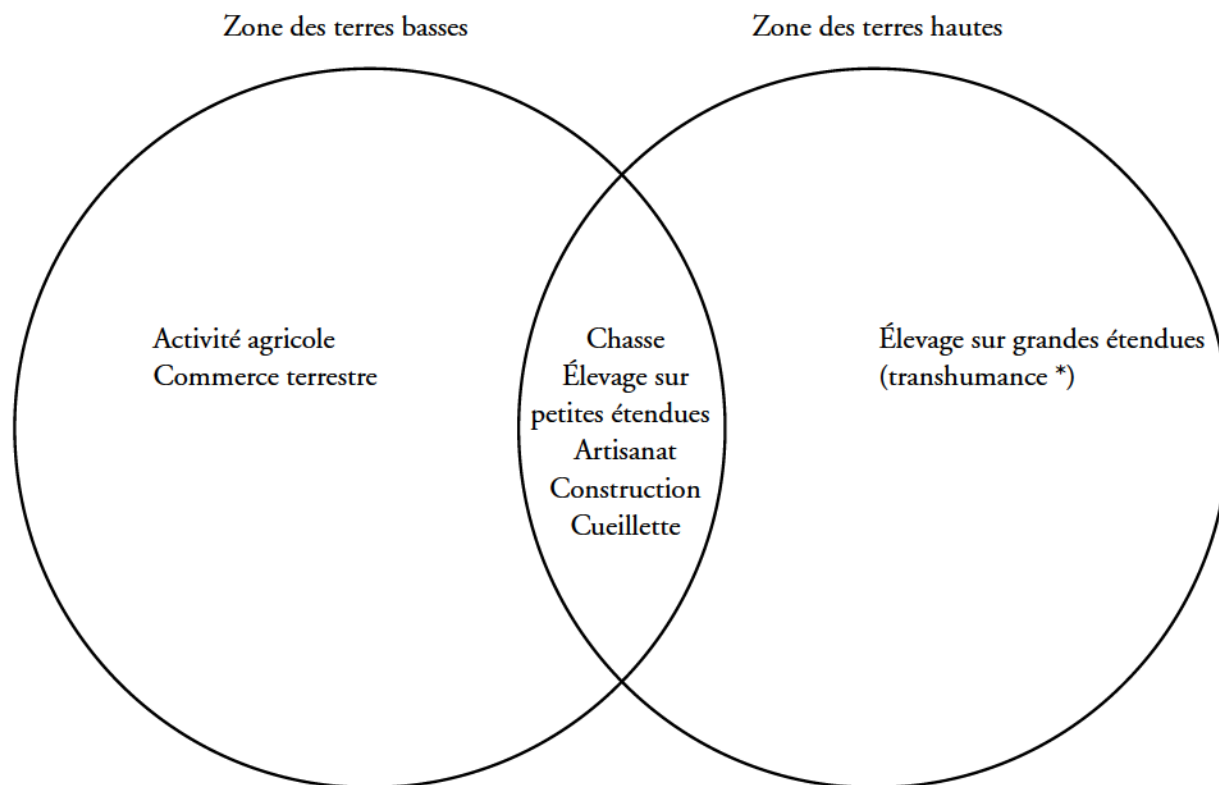 Zone des terres basses
Zone des terres hautes
Activité agricole
Commerce terrestre
Chasse
Élevage sur
petites étendues
Artisanat
Construction
Cueillette
Élevage sur grandes étendues
(transhumance *)